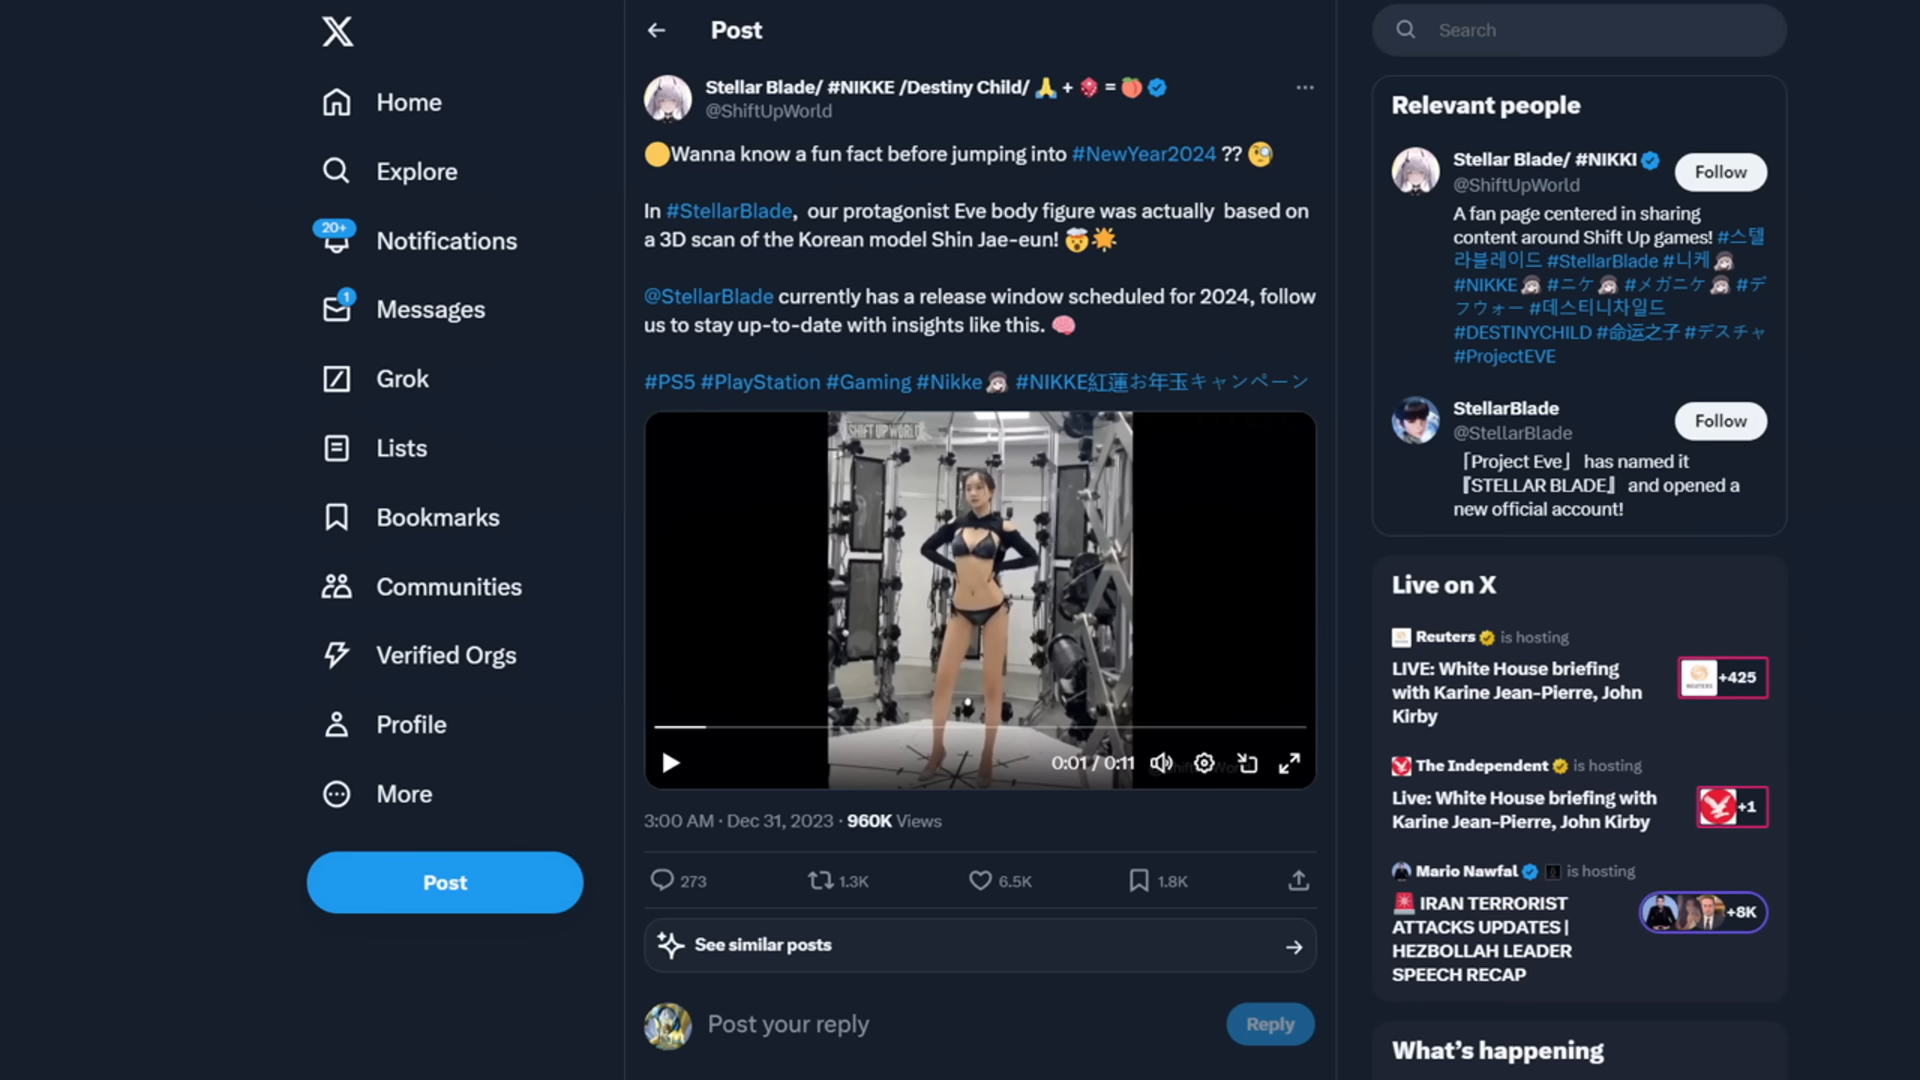 Home
Explore
20+
Notifications
1
Messages
Grok
Lists
Bookmarks
Communities
Verified Orgs
Profile
More
Post
Post
Stellar Blade/ #NIKKE /Destiny Child/ 🙏 + 🎲 = 🍑
@ShiftUpWorld
🟡Wanna know a fun fact before jumping into #NewYear2024 ?? 🧐
In #StellarBlade, our protagonist Eve body figure was actually based on
a 3D scan of the Korean model Shin Jae-eun! 🤯🌟
@StellarBlade currently has a release window scheduled for 2024, follow
us to stay up-to-date with insights like this. 🧠
#PS5 #PlayStation #Gaming #Nikke #NIKKE紅蓮お年玉キャンペーン
SHIFT UP WORLD
0:01 / 0:11
3:00 AM · Dec 31, 2023 · 960K Views
273
1.3K
6.5K
1.8K
See similar posts
Post your reply
Reply
Search
Relevant people
Stellar Blade/ #NIKKI
@ShiftUpWorld
Follow
A fan page centered in sharing
content around Shift Up games! #스텔
라블레이드 #StellarBlade #니케
#NIKKE #ニケ #メガニケ #デ
フウォー #데스티니차일드
#DESTINYCHILD #命运之子 #デスチャ
#ProjectEVE
StellarBlade
@StellarBlade
Follow
「Project Eve」 has named it
『STELLAR BLADE』 and opened a
new official account!
Live on X
Reuters is hosting
LIVE: White House briefing
with Karine Jean-Pierre, John
Kirby
REUTERS
+425
The Independent is hosting
Live: White House briefing with
Karine Jean-Pierre, John Kirby
+1
Mario Nawfal is hosting
🚨 IRAN TERRORIST
ATTACKS UPDATES |
HEZBOLLAH LEADER
SPEECH RECAP
+8K
What's happening